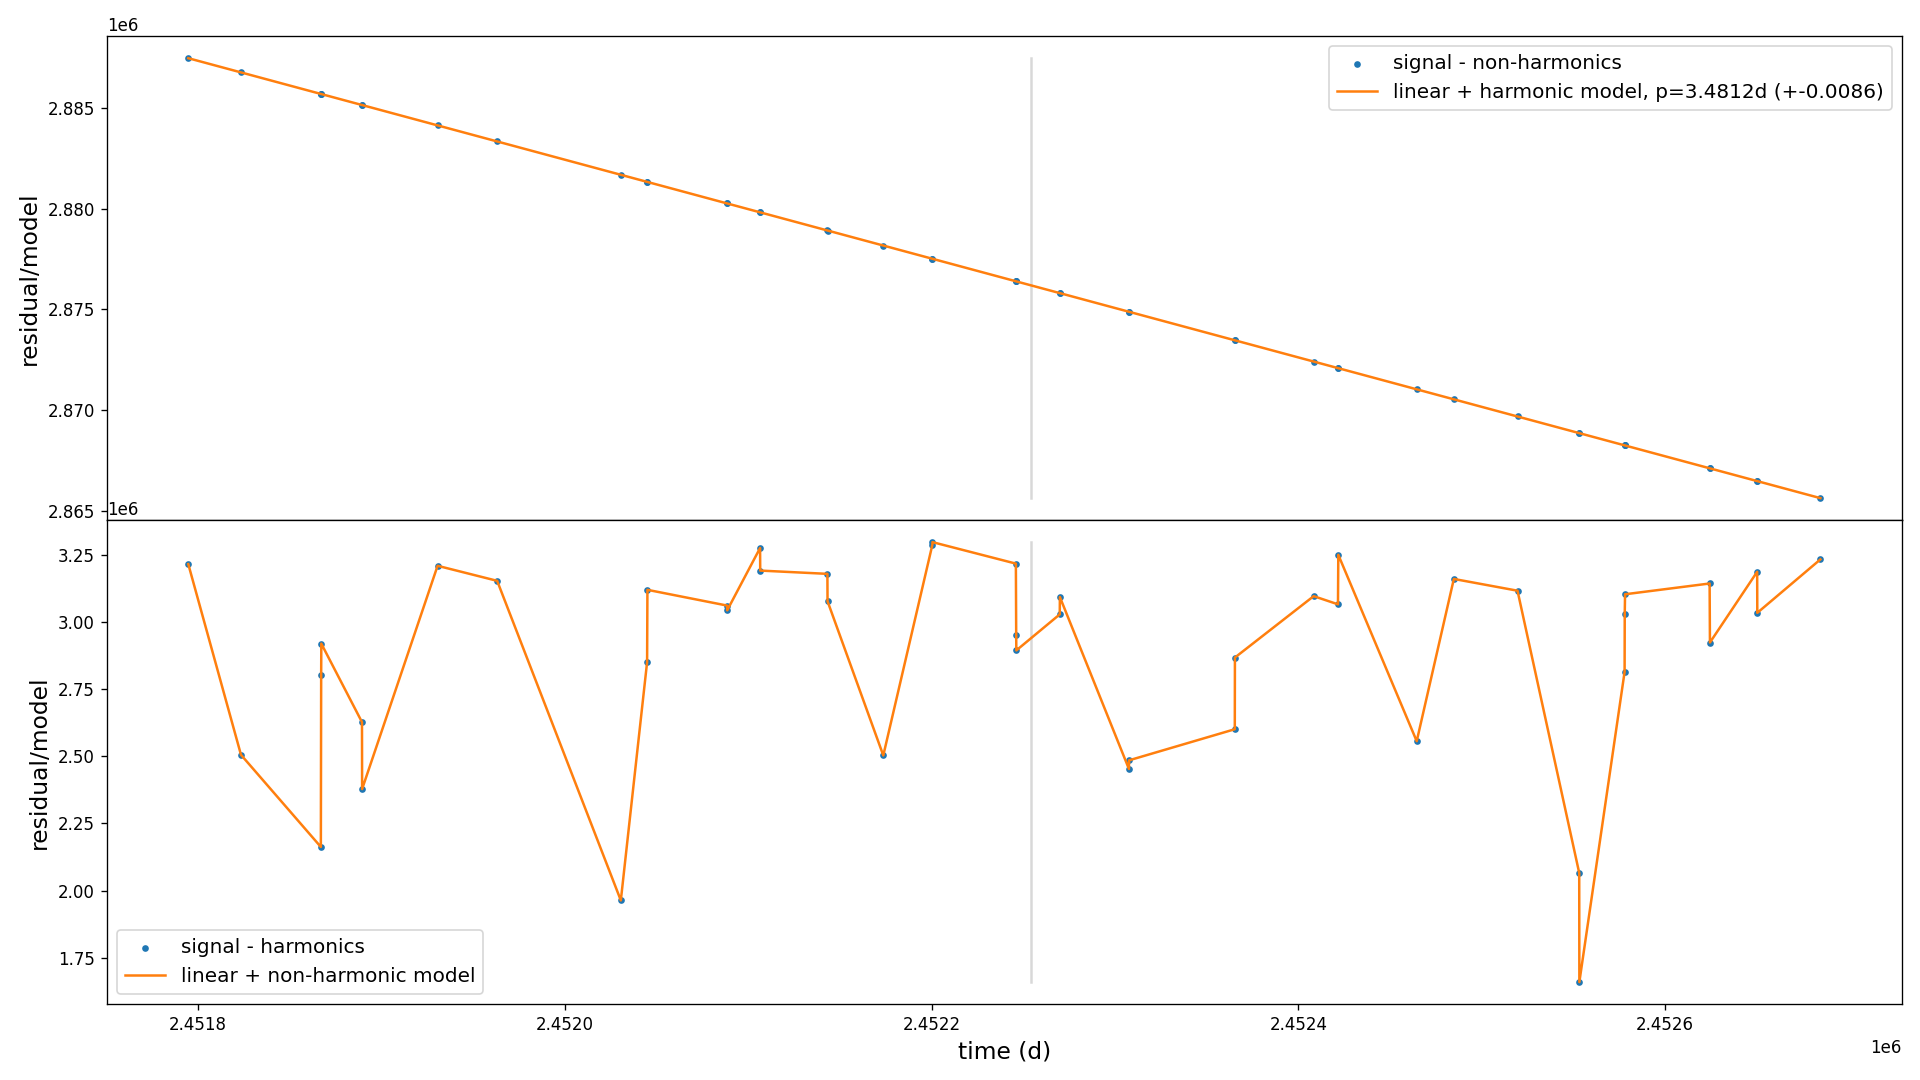 1e6
signal - non-harmonics
linear + harmonic model, p=3.4812d (+-0.0086)
2.885
2.880
2.875
2.870
2.865
residual/model
1e6
3.25
3.00
2.75
2.50
2.25
2.00
1.75
residual/model
signal - harmonics
linear + non-harmonic model
2.4518
2.4520
2.4522
2.4524
2.4526
1e6
time (d)